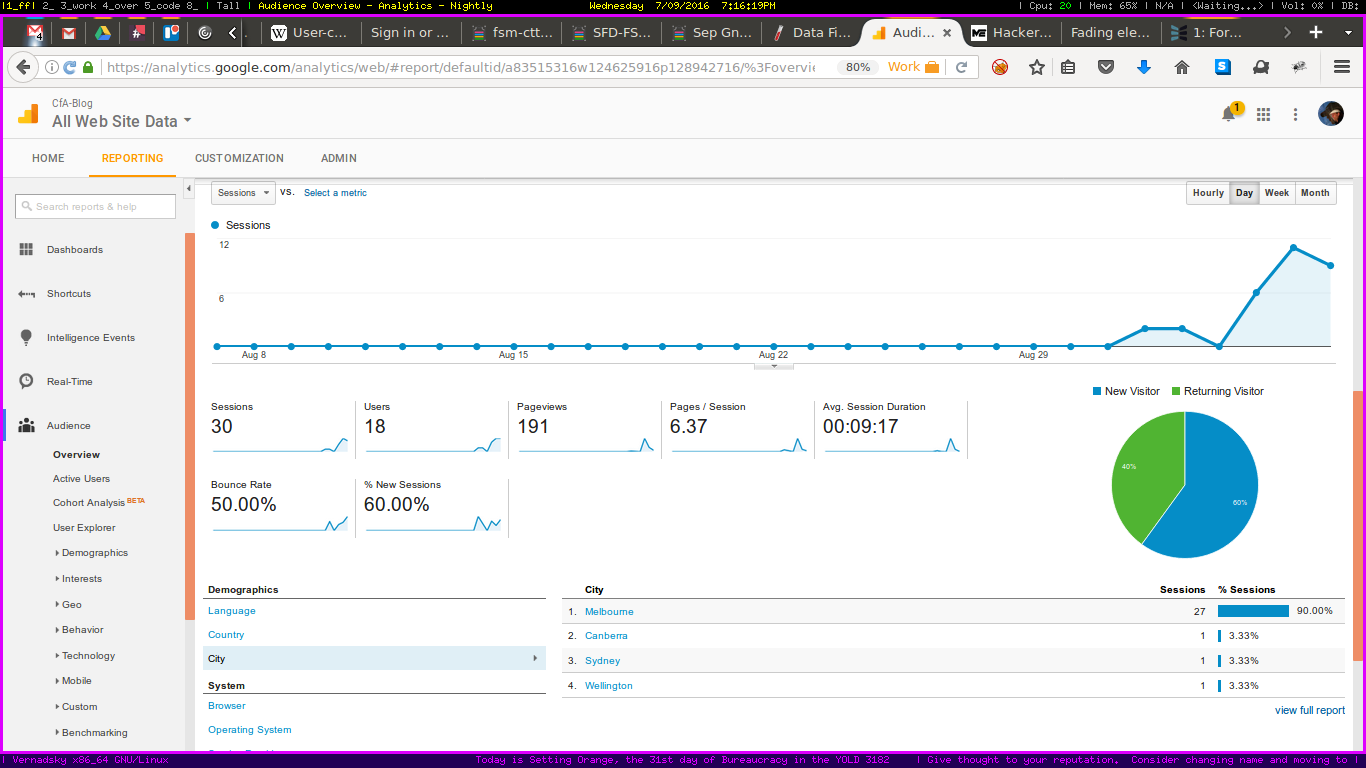 |1_ff| 2_ 3_work 4_over 5_code 8_ | Tall | Audience Overview - Analytics - Nightly
Wednesday 7/09/2016 7:16:19PM
| Cpu: 20 | Mem: 65% | N/A | <Waiting...> | Vol: 0% | DB:
4
User-c...
Sign in or ...
fsm-ctt...
SFD-FS...
Sep Gn...
Data Fi...
Audi...
Hacker...
Fading ele...
1: For...
https://analytics.google.com/analytics/web/#report/defaultid/a83515316w124625916p128942716/%3Fovervie
80%
Work
CfA-Blog
All Web Site Data
1
HOME
REPORTING
CUSTOMIZATION
ADMIN
Search reports & help
Dashboards
Shortcuts
Intelligence Events
Real-Time
Audience
Overview
Active Users
Cohort Analysis BETA
User Explorer
Demographics
Interests
Geo
Behavior
Technology
Mobile
Custom
Benchmarking
Sessions
VS.
Select a metric
Hourly
Day
Week
Month
Sessions
12
6
Aug 8
Aug 15
Aug 22
Aug 29
Sessions
30
Users
18
Pageviews
191
Pages / Session
6.37
Avg. Session Duration
00:09:17
Bounce Rate
50.00%
% New Sessions
60.00%
New Visitor
Returning Visitor
40%
60%
Demographics
Language
Country
City
System
Browser
Operating System
City Sessions % Sessions
1. Melbourne 27 90.00%
2. Canberra 1 3.33%
3. Sydney 1 3.33%
4. Wellington 1 3.33%
view full report
| Vernadsky x86_64 GNU/Linux
Today is Setting Orange, the 31st day of Bureaucracy in the YOLD 3182
| Give thought to your reputation. Consider changing name and moving to |